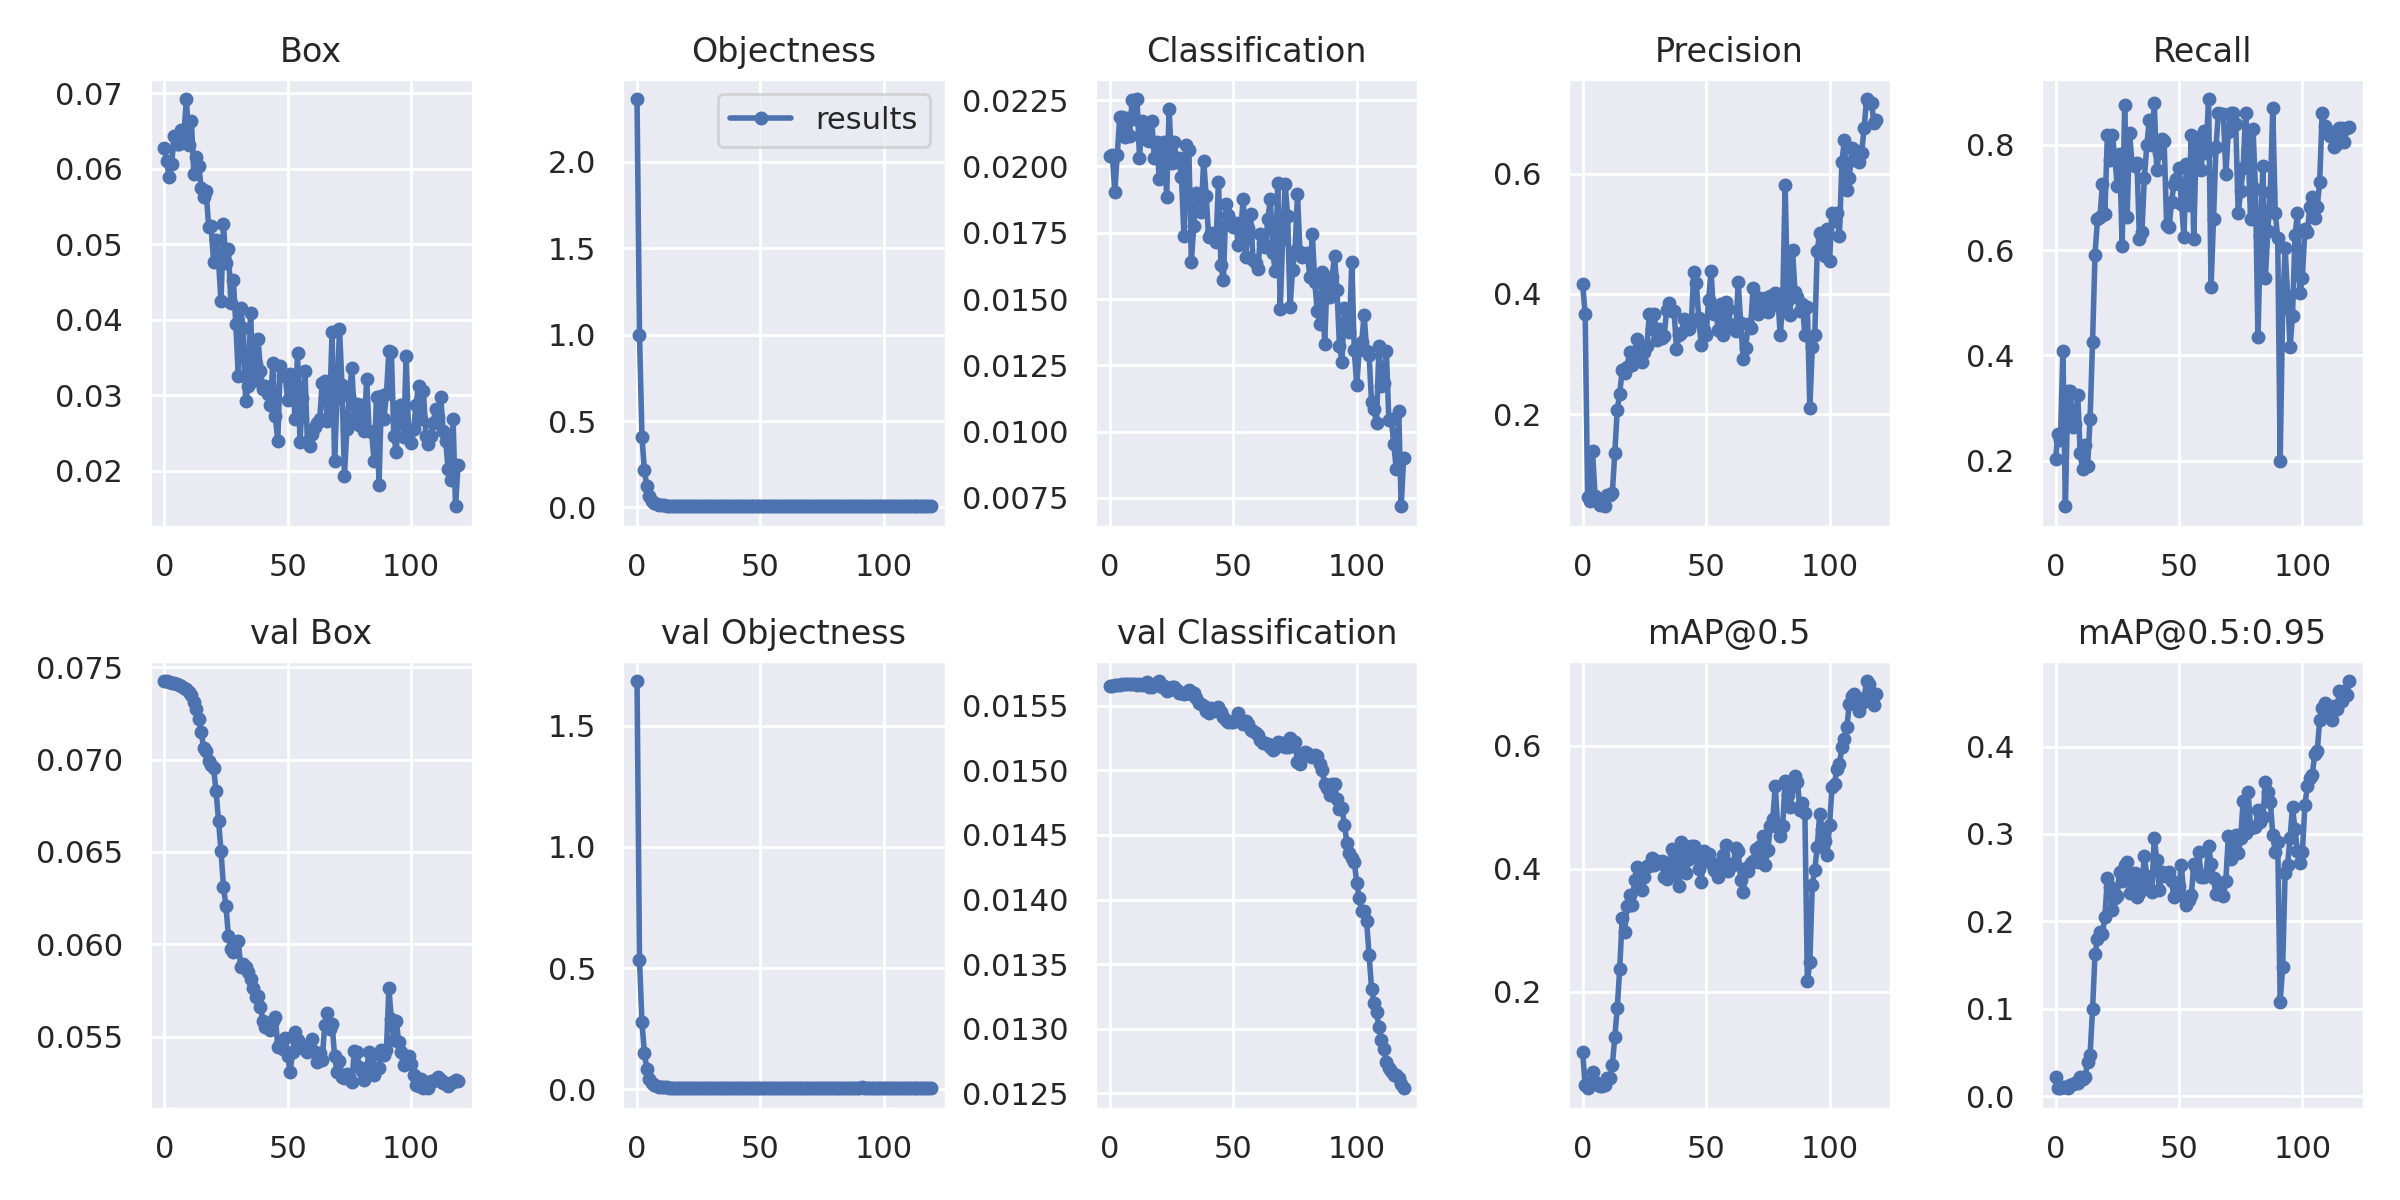 Box
0.07
0.06
0.05
0.04
0.03
0.02
0 50 100
Objectness
results
2.0
1.5
1.0
0.5
0.0
0 50 100
Classification
0.0225
0.0200
0.0175
0.0150
0.0125
0.0100
0.0075
0 50 100
Precision
0.6
0.4
0.2
0 50 100
Recall
0.8
0.6
0.4
0.2
0 50 100
val Box
0.075
0.070
0.065
0.060
0.055
0 50 100
val Objectness
1.5
1.0
0.5
0.0
0 50 100
val Classification
0.0155
0.0150
0.0145
0.0140
0.0135
0.0130
0.0125
0 50 100
mAP@0.5
0.6
0.4
0.2
0 50 100
mAP@0.5:0.95
0.4
0.3
0.2
0.1
0.0
0 50 100